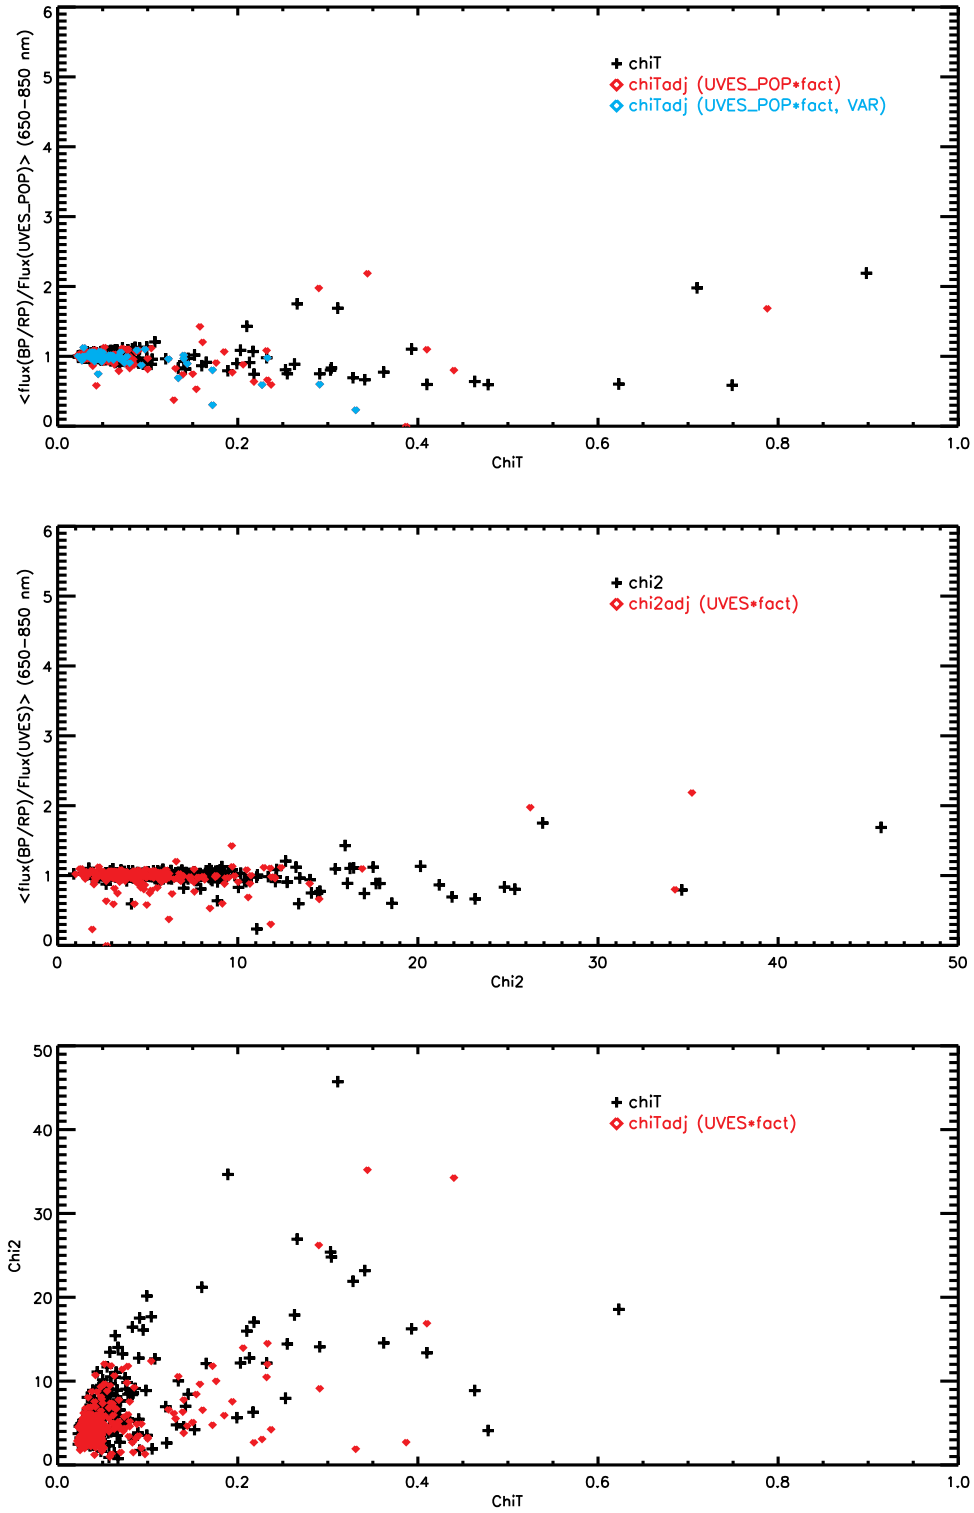 6
5
4
3
2
1
0
<flux(BP/RP)/Flux(UVES_POP)> (650-850 nm)
+ chiT
◇ chiTadj (UVES_POP*fact)
◇ chiTadj (UVES_POP*fact, VAR)
0.0 0.2 0.4 0.6 0.8 1.0
ChiT
6
5
4
3
2
1
0
<flux(BP/RP)/Flux(UVES)> (650-850 nm)
+ chi2
◇ chi2adj (UVES*fact)
0 10 20 30 40 50
Chi2
50
40
30
20
10
0
Chi2
+ chiT
◇ chiTadj (UVES*fact)
0.0 0.2 0.4 0.6 0.8 1.0
ChiT